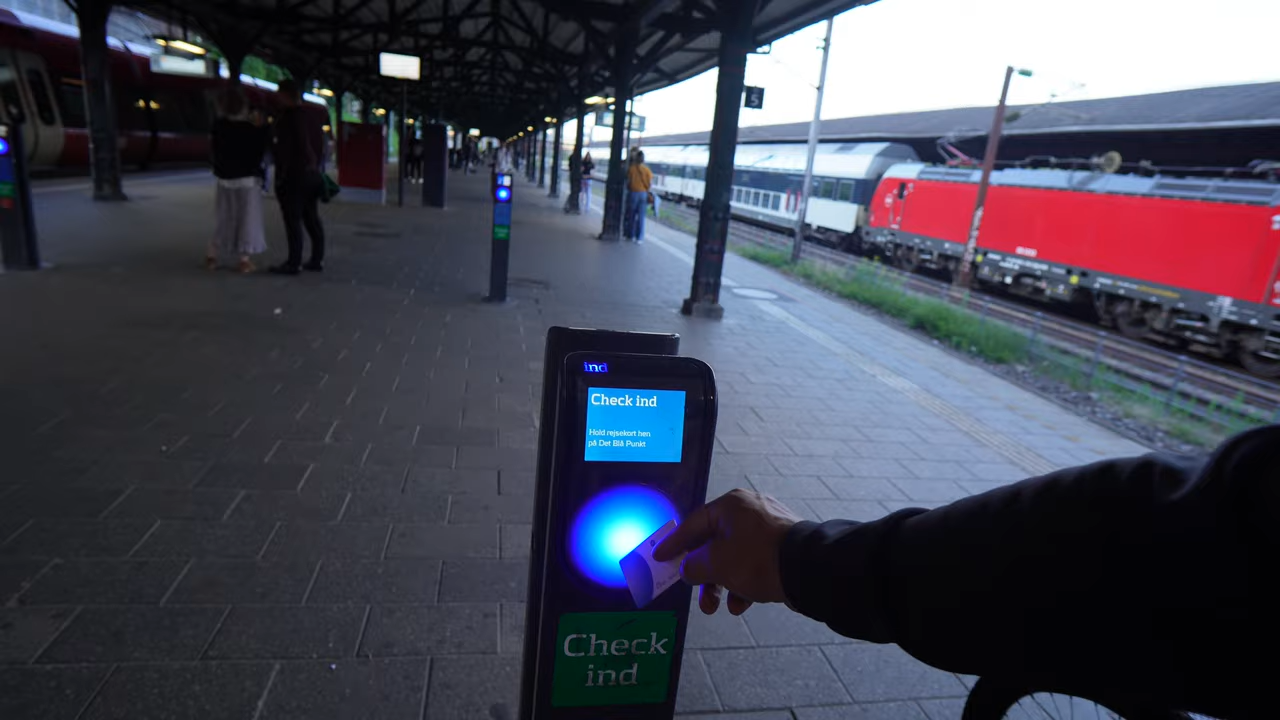 5
ind
Check ind
Hold rejsekort hen
på Det Blå Punkt
Check
ind